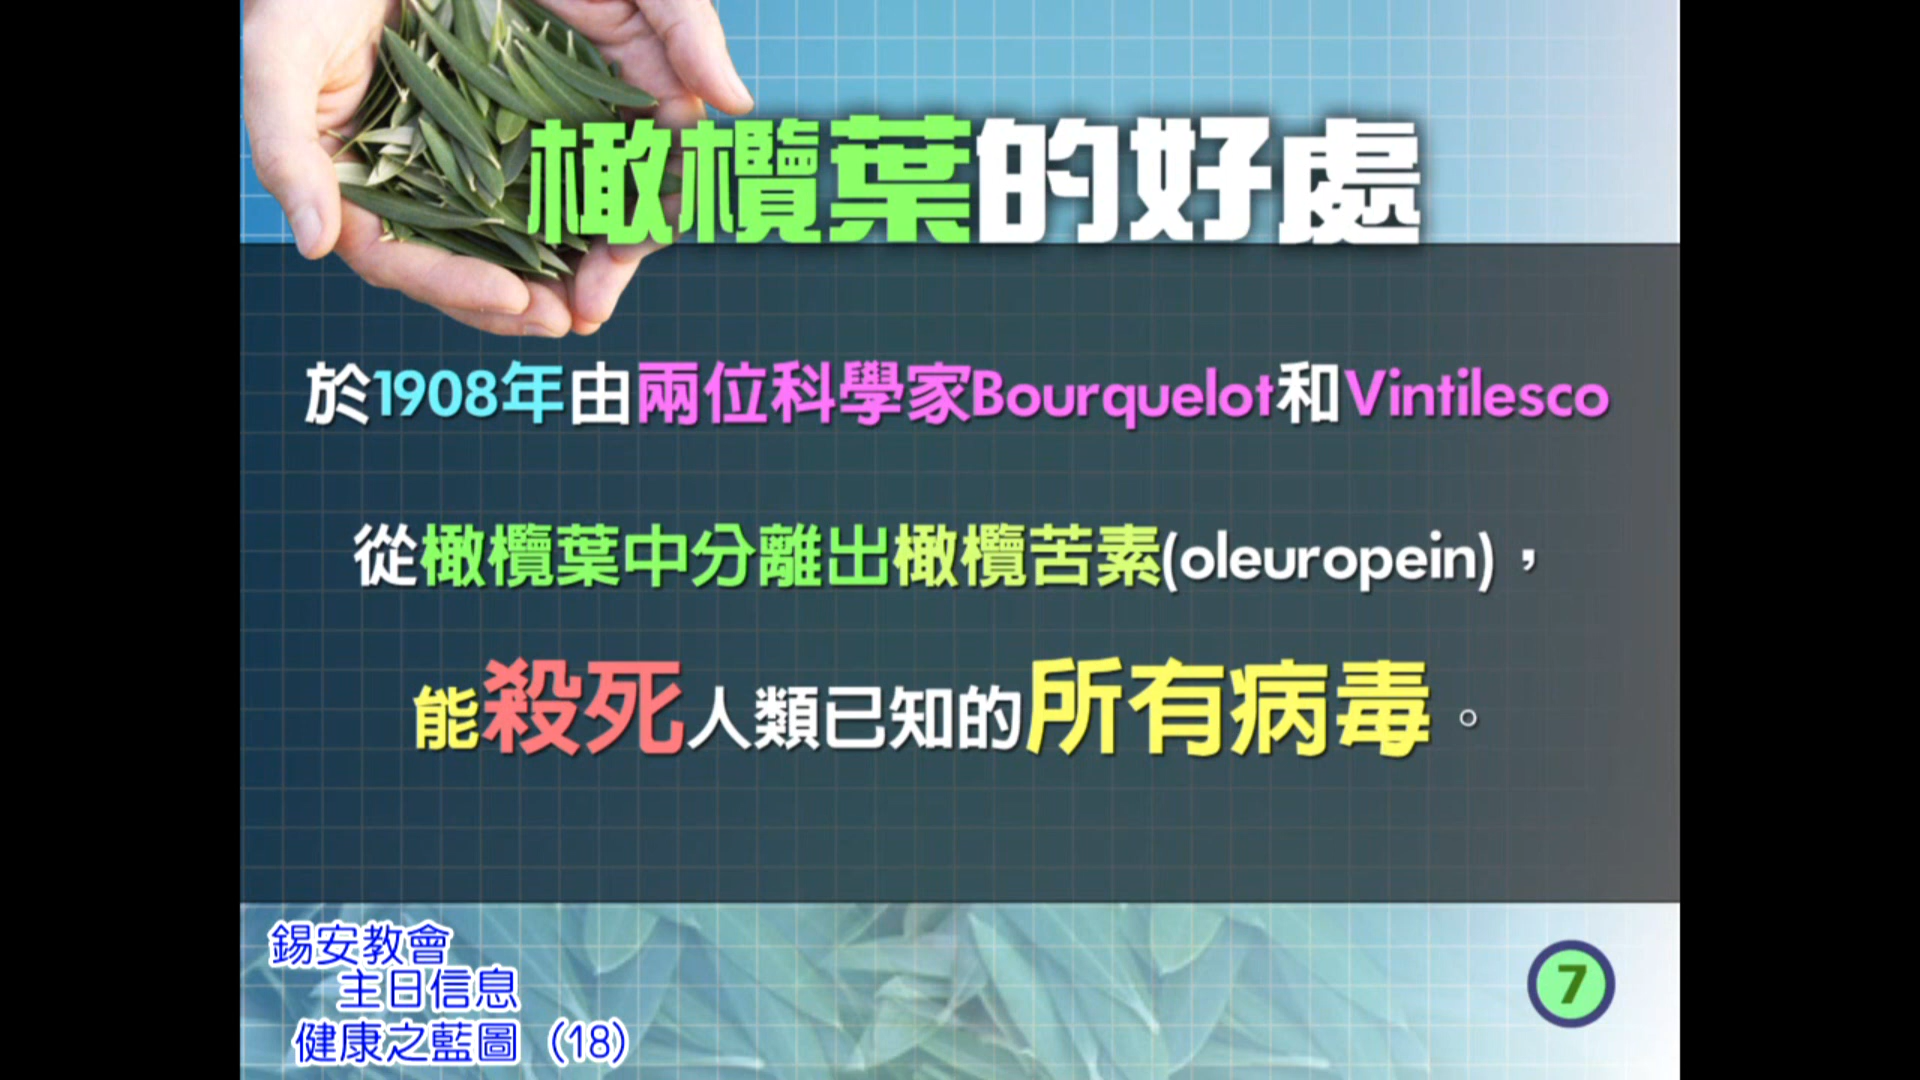 橄欖葉的好處
於1908年由兩位科學家Bourquelot和Vintilesco
從橄欖葉中分離出橄欖苦素(oleuropein)，
能殺死人類已知的所有病毒。
錫安教會
主日信息
健康之藍圖（18）
7